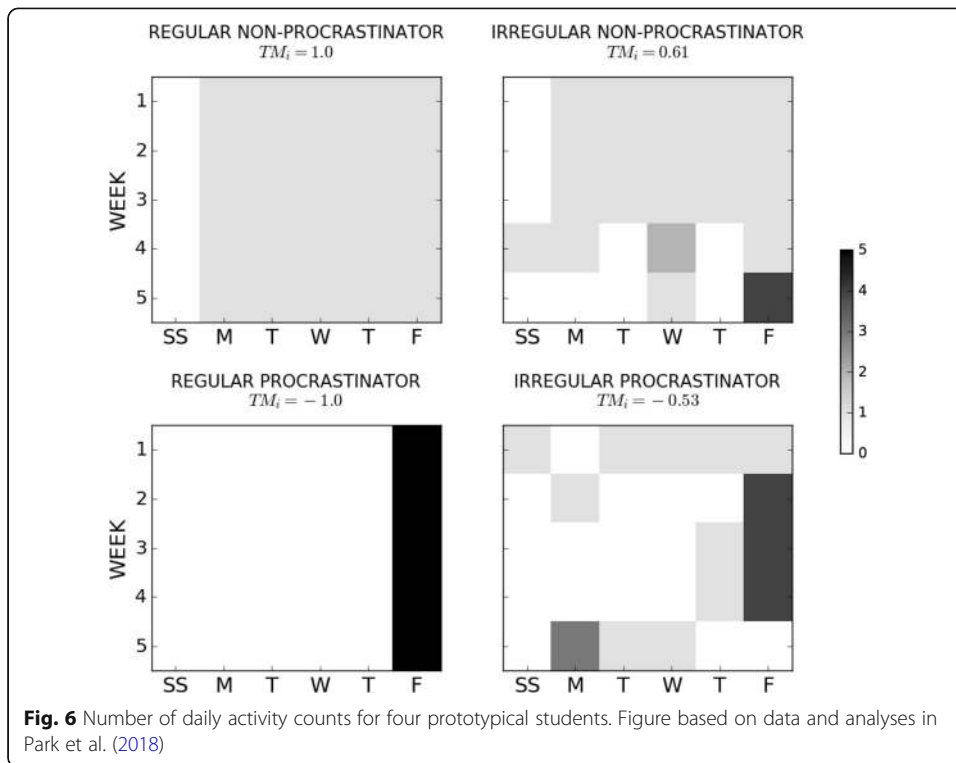 REGULAR NON-PROCRASTINATOR
TM_i = 1.0
IRREGULAR NON-PROCRASTINATOR
TM_i = 0.61
WEEK
1
2
3
4
5
SS M T W T F
SS M T W T F
5
4
3
2
1
0
REGULAR PROCRASTINATOR
TM_i = − 1.0
IRREGULAR PROCRASTINATOR
TM_i = − 0.53
WEEK
1
2
3
4
5
SS M T W T F
SS M T W T F
Fig. 6 Number of daily activity counts for four prototypical students. Figure based on data and analyses in
Park et al. (2018)